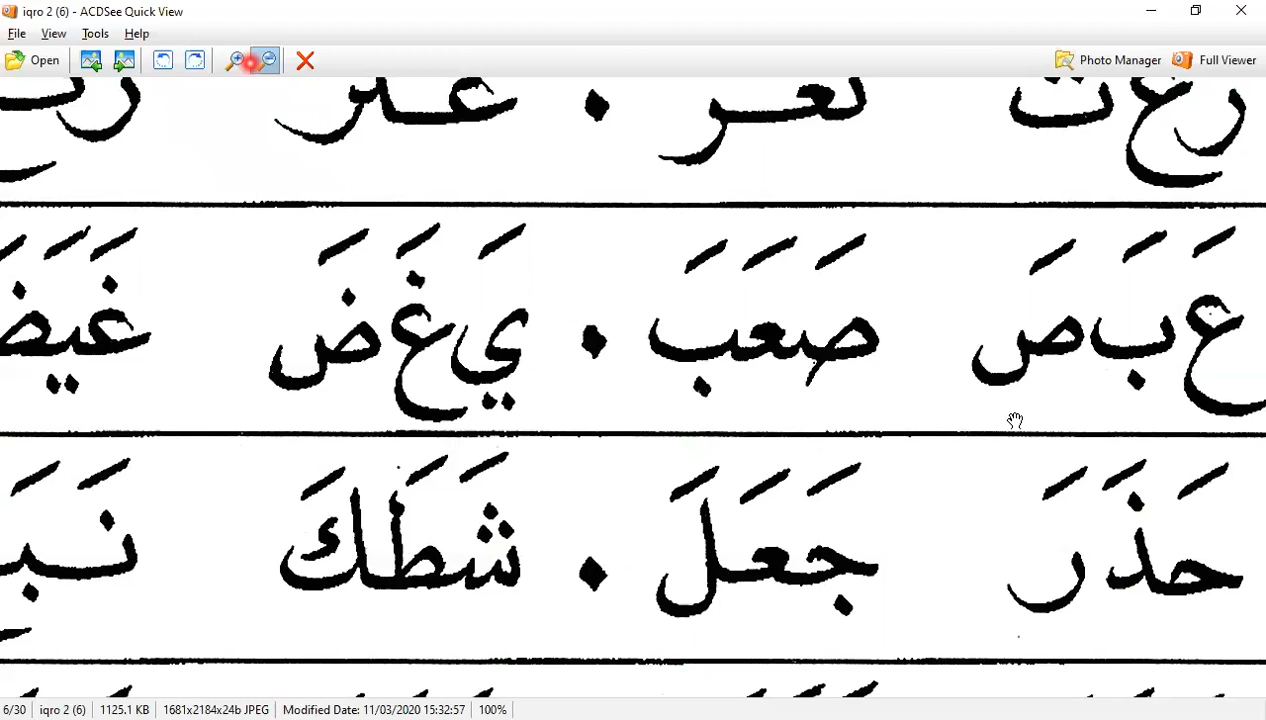 iqro 2 (6) - ACDSee Quick View
File View Tools Help
Open Photo Manager Full Viewer
عَ بَ صَ صَعَبَ . يَ غَ ضَ
حَذَرَ جَعَلَ . شَطَكَ
6/30 iqro 2 (6) 1125.1 KB 1681x2184x24b JPEG Modified Date: 11/03/2020 15:32:57 100%